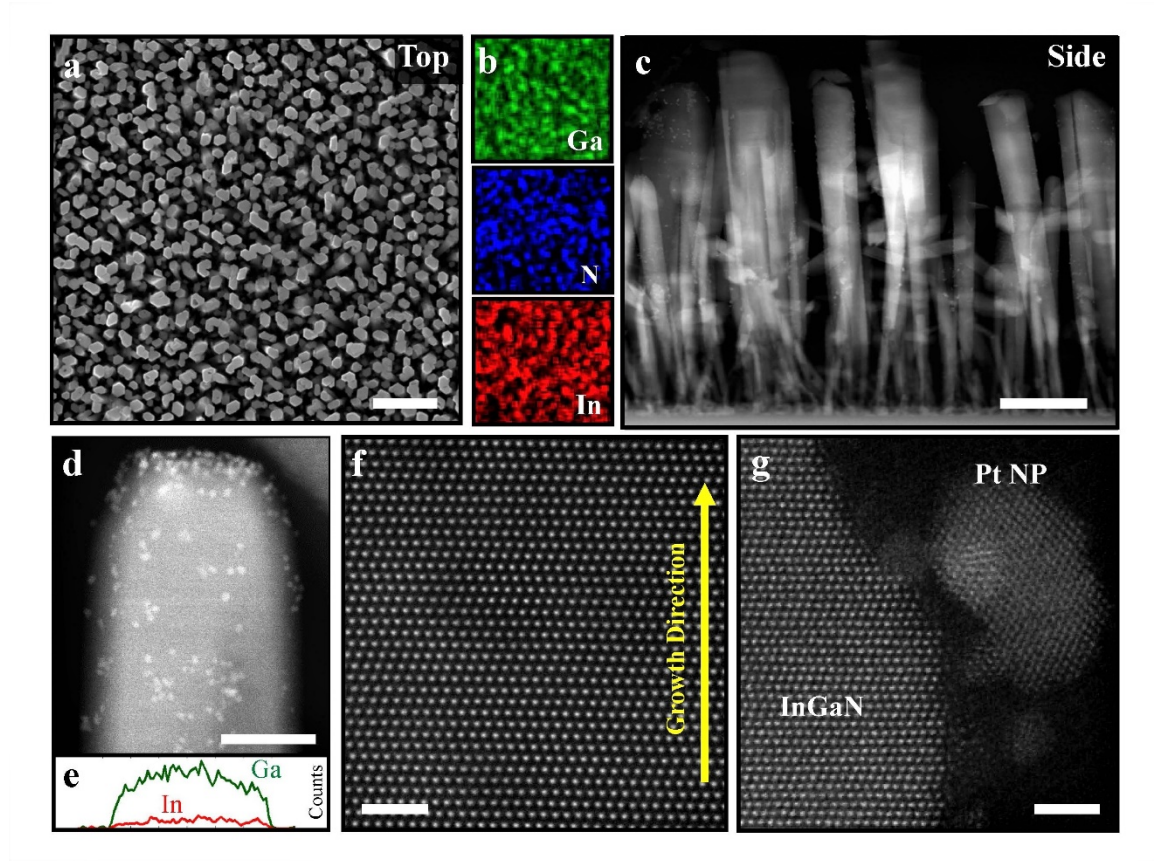 a
Top
b
Ga
N
In
c
Side
d
e
Ga
In
Counts
f
Growth Direction
g
Pt NP
InGaN